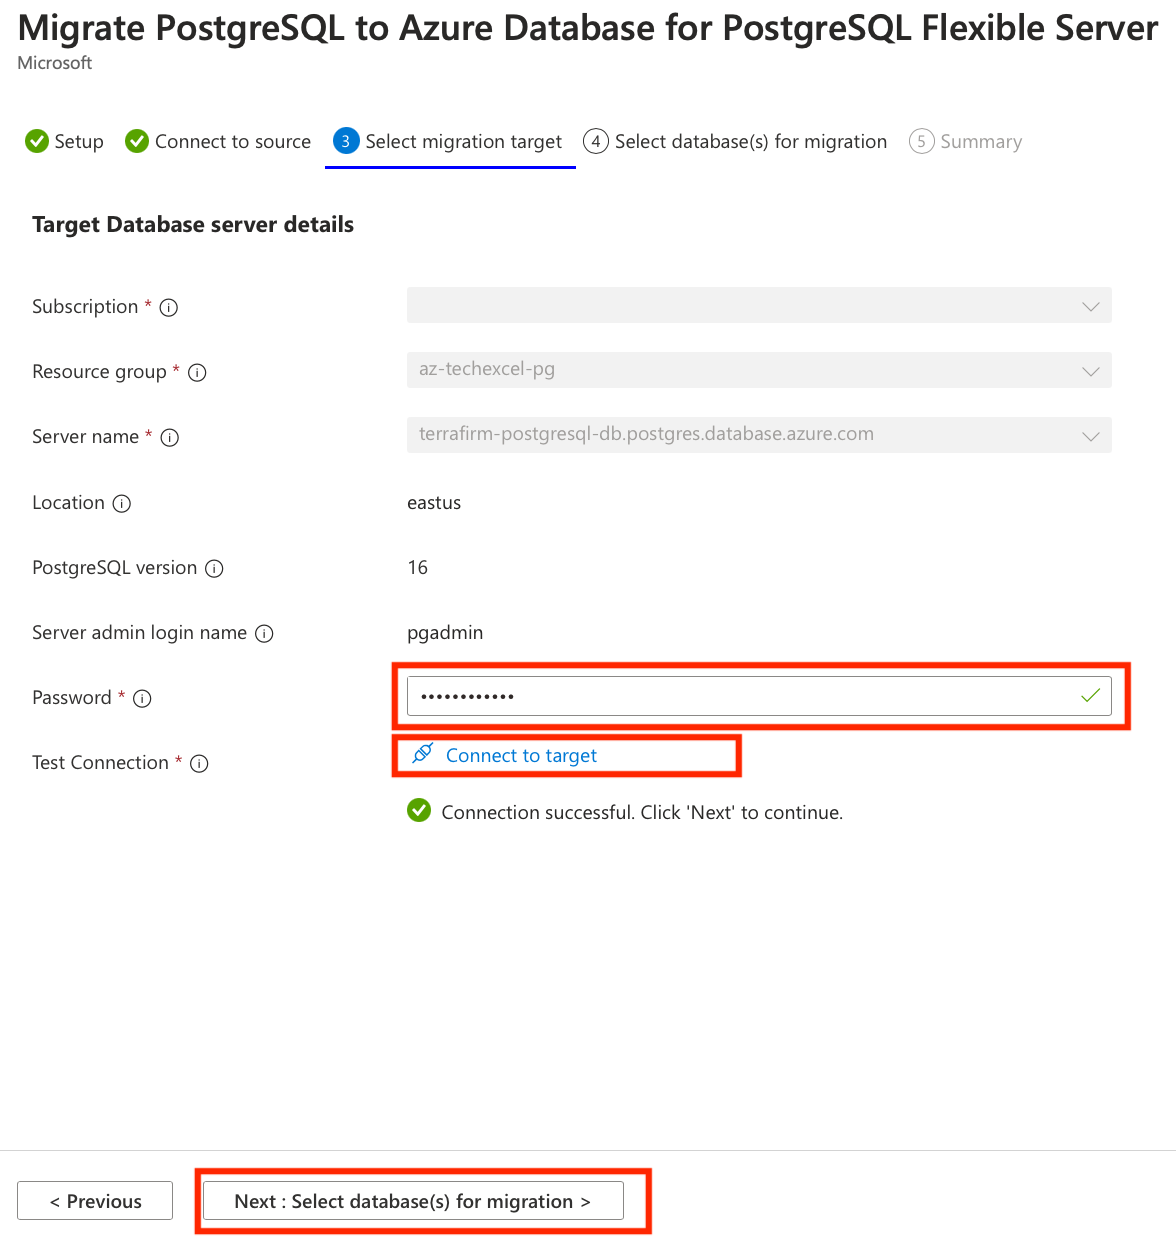 Migrate PostgreSQL to Azure Database for PostgreSQL Flexible Server
Microsoft
Setup Connect to source 3 Select migration target 4 Select database(s) for migration 5 Summary
Target Database server details
Subscription *
Resource group * az-techexcel-pg
Server name * terrafirm-postgresql-db.postgres.database.azure.com
Location eastus
PostgreSQL version 16
Server admin login name pgadmin
Password * ••••••••••••
Test Connection * Connect to target
Connection successful. Click 'Next' to continue.
< Previous Next : Select database(s) for migration >